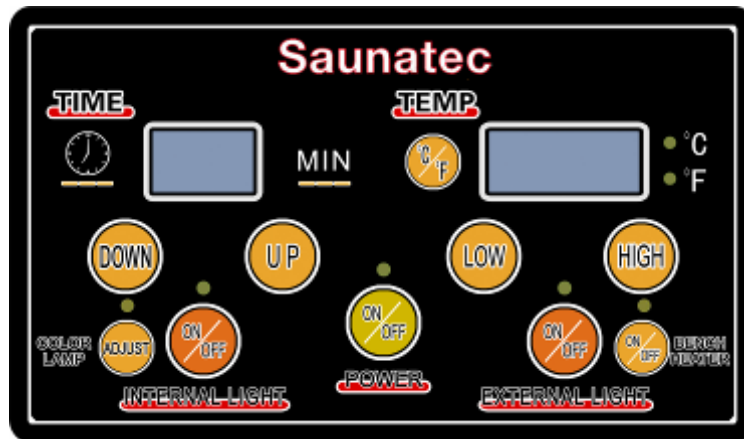 Saunatec
TIME
TEMP
MIN
°C/°F
°C
°F
DOWN
UP
LOW
HIGH
COLOR
LAMP
ADJUST
ON/OFF
INTERNAL LIGHT
ON/OFF
POWER
ON/OFF
EXTERNAL LIGHT
ON/OFF
BENCH
HEATER